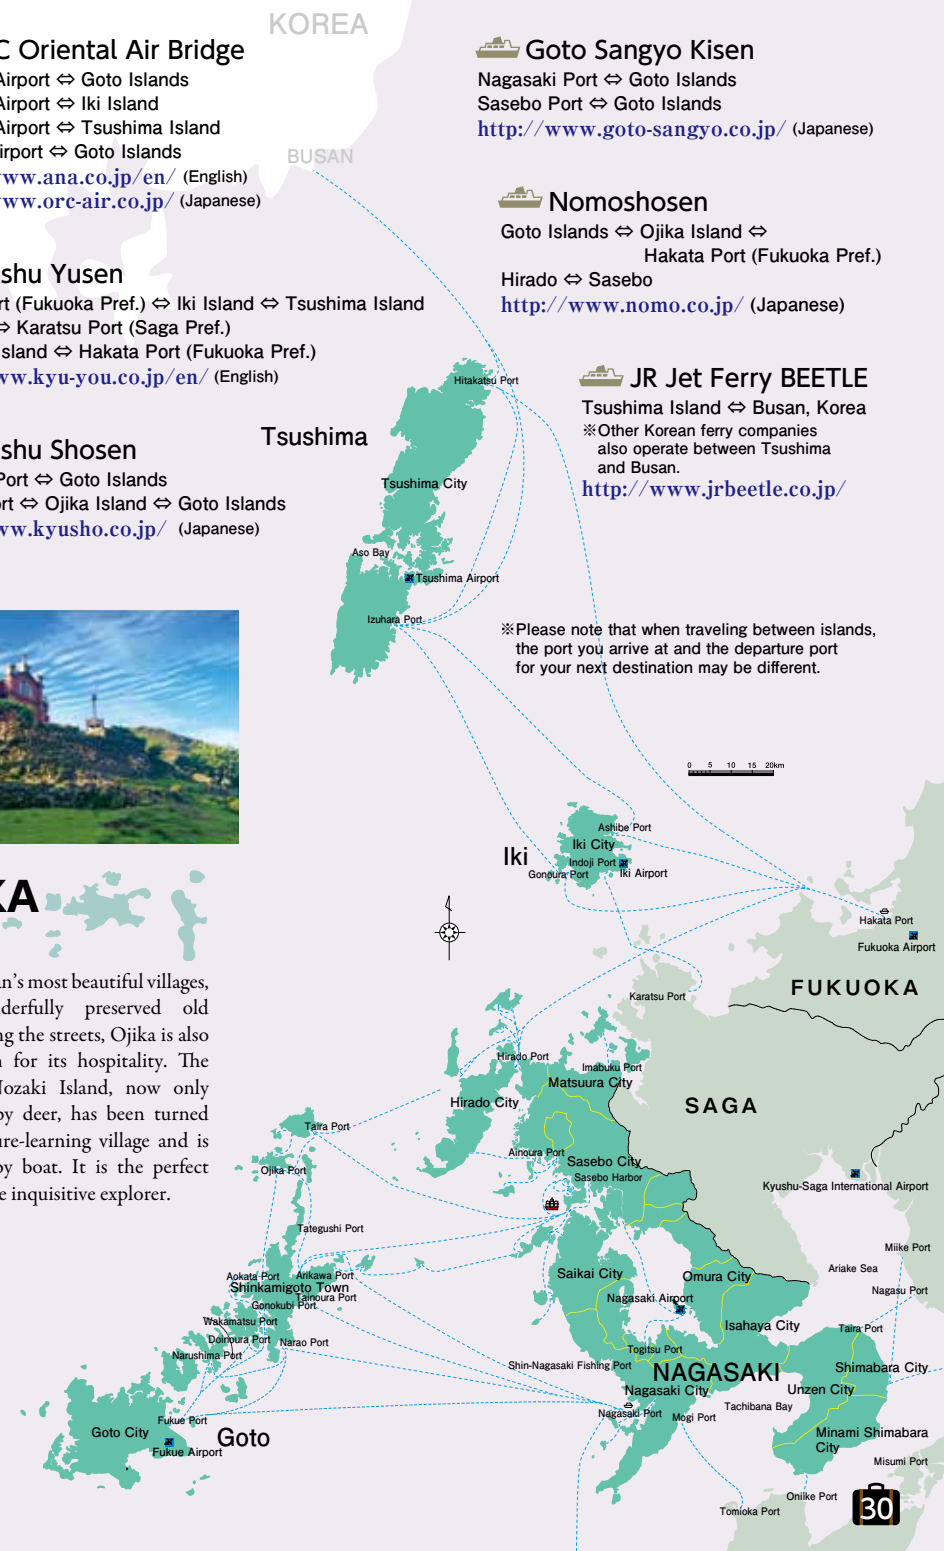 KOREA
BUSAN
C Oriental Air Bridge
Airport ⇔ Goto Islands
Airport ⇔ Iki Island
Airport ⇔ Tsushima Island
irport ⇔ Goto Islands
ww.ana.co.jp/en/ (English)
ww.orc-air.co.jp/ (Japanese)
shu Yusen
rt (Fukuoka Pref.) ⇔ Iki Island ⇔ Tsushima Island
⇔ Karatsu Port (Saga Pref.)
sland ⇔ Hakata Port (Fukuoka Pref.)
ww.kyu-you.co.jp/en/ (English)
shu Shosen
Port ⇔ Goto Islands
ort ⇔ Ojika Island ⇔ Goto Islands
ww.kyusho.co.jp/ (Japanese)
Goto Sangyo Kisen
Nagasaki Port ⇔ Goto Islands
Sasebo Port ⇔ Goto Islands
http://www.goto-sangyo.co.jp/ (Japanese)
Nomoshosen
Goto Islands ⇔ Ojika Island ⇔
Hakata Port (Fukuoka Pref.)
Hirado ⇔ Sasebo
http://www.nomo.co.jp/ (Japanese)
JR Jet Ferry BEETLE
Tsushima Island ⇔ Busan, Korea
※Other Korean ferry companies
also operate between Tsushima
and Busan.
http://www.jrbeetle.co.jp/
※Please note that when traveling between islands,
the port you arrive at and the departure port
for your next destination may be different.
Hitakatsu Port
Tsushima
Tsushima City
Aso Bay
Tsushima Airport
Izuhara Port
0 5 10 15 20km
Ashibe Port
Iki City
Iki
Indoji Port
Gonoura Port
Iki Airport
Hakata Port
Fukuoka Airport
FUKUOKA
Karatsu Port
KA
an's most beautiful villages,
derfully preserved old
ng the streets, Ojika is also
n for its hospitality. The
Nozaki Island, now only
by deer, has been turned
ure-learning village and is
by boat. It is the perfect
e inquisitive explorer.
Hirado Port
Imabuku Port
Matsuura City
Hirado City
SAGA
Taira Port
Ainoura Port
Sasebo City
Ojika Port
Sasebo Harbor
Kyushu-Saga International Airport
Tategushi Port
Miike Port
Ariake Sea
Aokata Port
Arikawa Port
Saikai City
Omura City
Shinkamigoto Town
Nagasu Port
Tainoura Port
Nagasaki Airport
Gonokubi Port
Wakamatsu Port
Isahaya City
Taira Port
Doinoura Port
Narao Port
Togitsu Port
Narushima Port
Shin-Nagasaki Fishing Port
Shimabara City
NAGASAKI
Nagasaki City
Unzen City
Tachibana Bay
Nagasaki Port
Mogi Port
Fukue Port
Goto City
Goto
Minami Shimabara
City
Fukue Airport
Misumi Port
Oniike Port
Tomioka Port
30